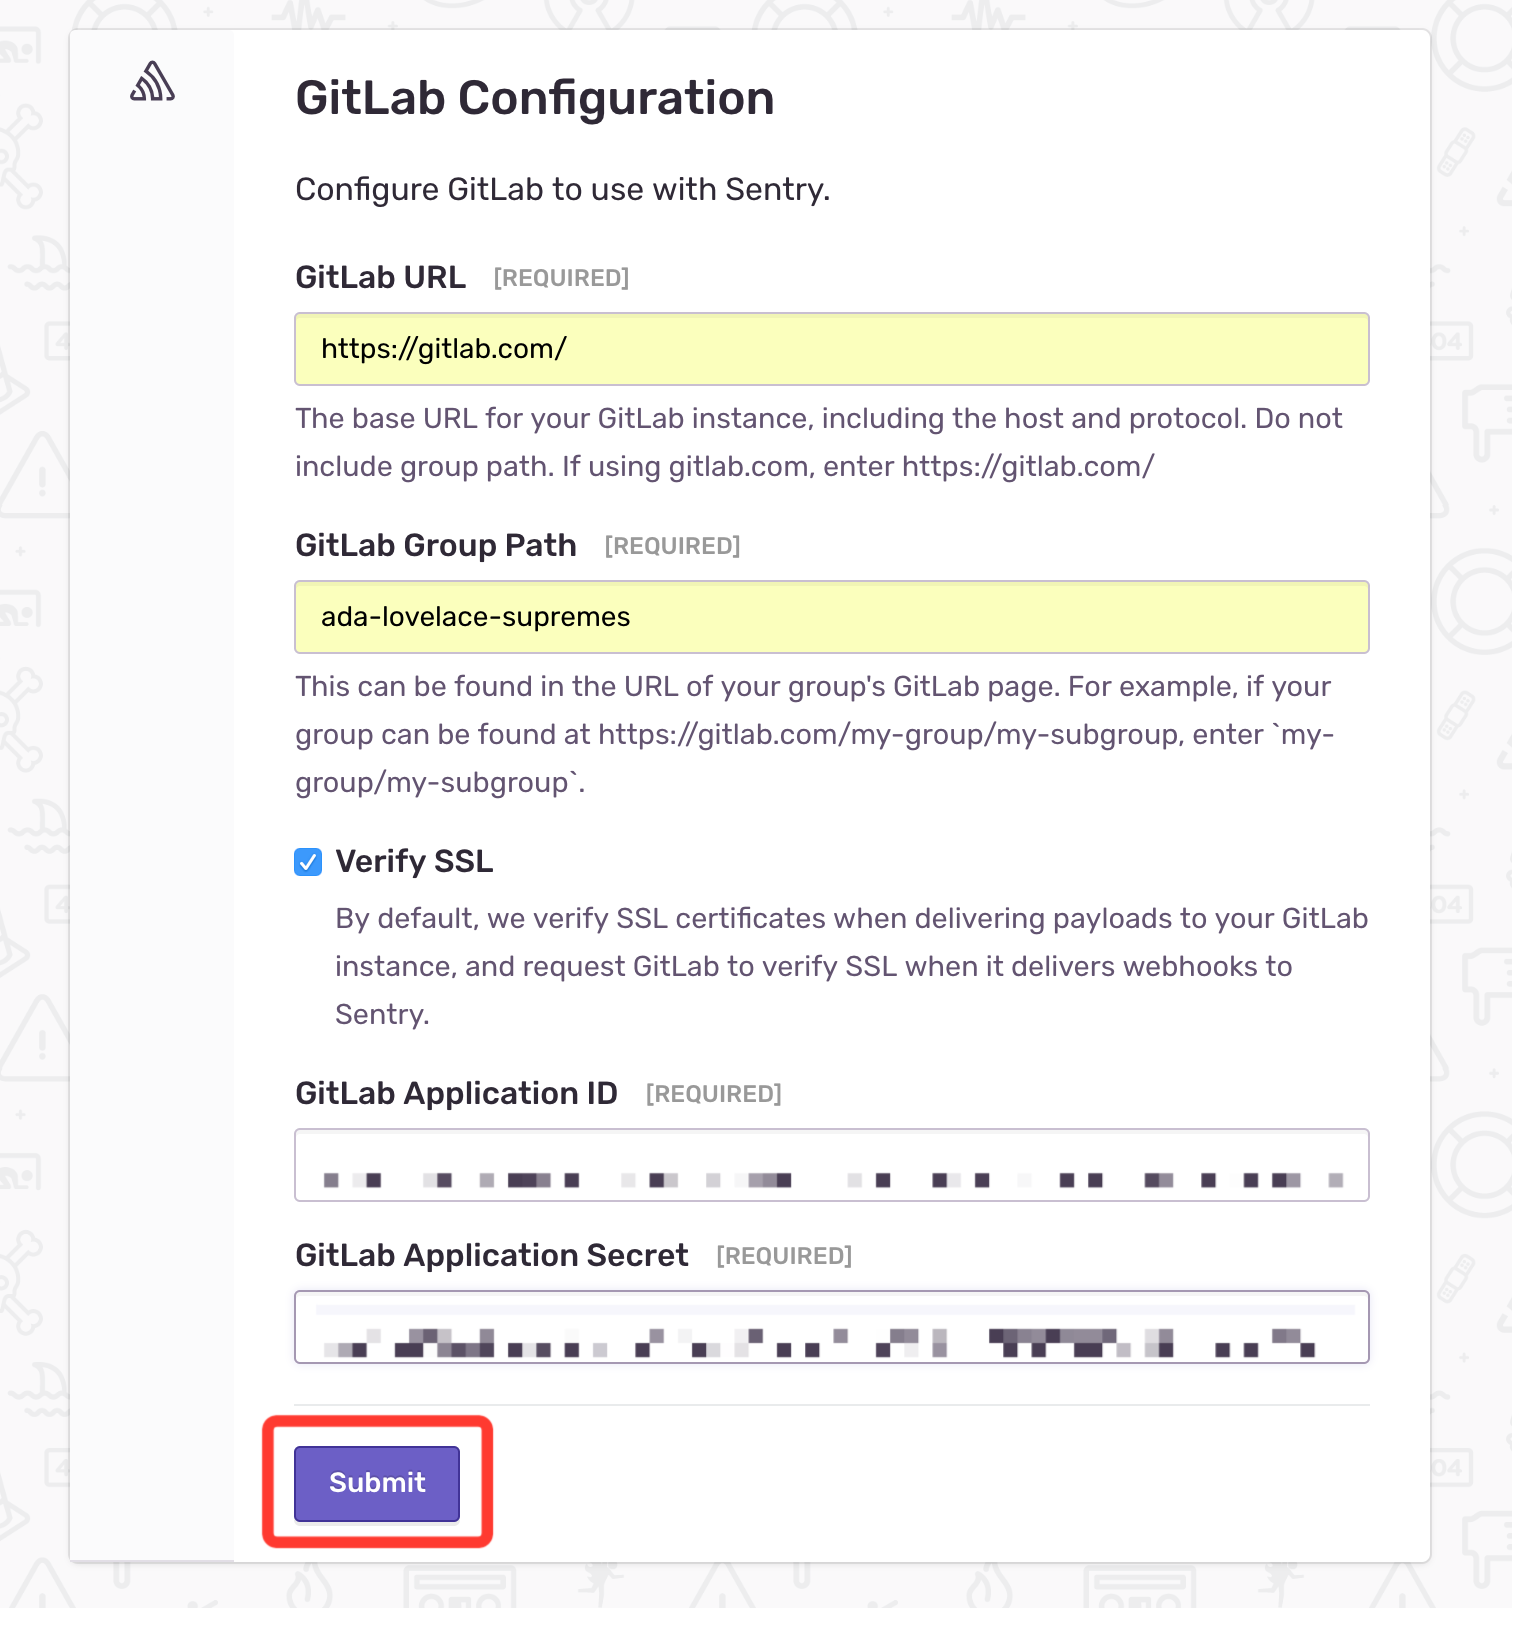 GitLab Configuration
Configure GitLab to use with Sentry.
GitLab URL [REQUIRED]
https://gitlab.com/
The base URL for your GitLab instance, including the host and protocol. Do not
include group path. If using gitlab.com, enter https://gitlab.com/
GitLab Group Path [REQUIRED]
ada-lovelace-supremes
This can be found in the URL of your group's GitLab page. For example, if your
group can be found at https://gitlab.com/my-group/my-subgroup, enter `my-
group/my-subgroup`.
Verify SSL
By default, we verify SSL certificates when delivering payloads to your GitLab
instance, and request GitLab to verify SSL when it delivers webhooks to
Sentry.
GitLab Application ID [REQUIRED]
GitLab Application Secret [REQUIRED]
Submit